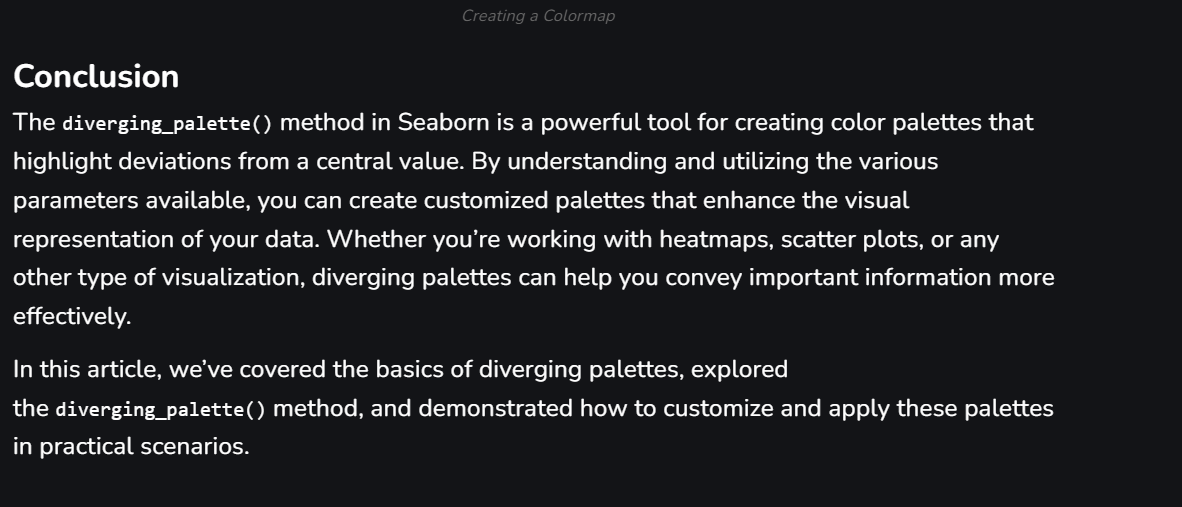 Creating a Colormap
Conclusion
The diverging_palette() method in Seaborn is a powerful tool for creating color palettes that
highlight deviations from a central value. By understanding and utilizing the various
parameters available, you can create customized palettes that enhance the visual
representation of your data. Whether you’re working with heatmaps, scatter plots, or any
other type of visualization, diverging palettes can help you convey important information more
effectively.
In this article, we’ve covered the basics of diverging palettes, explored
the diverging_palette() method, and demonstrated how to customize and apply these palettes
in practical scenarios.